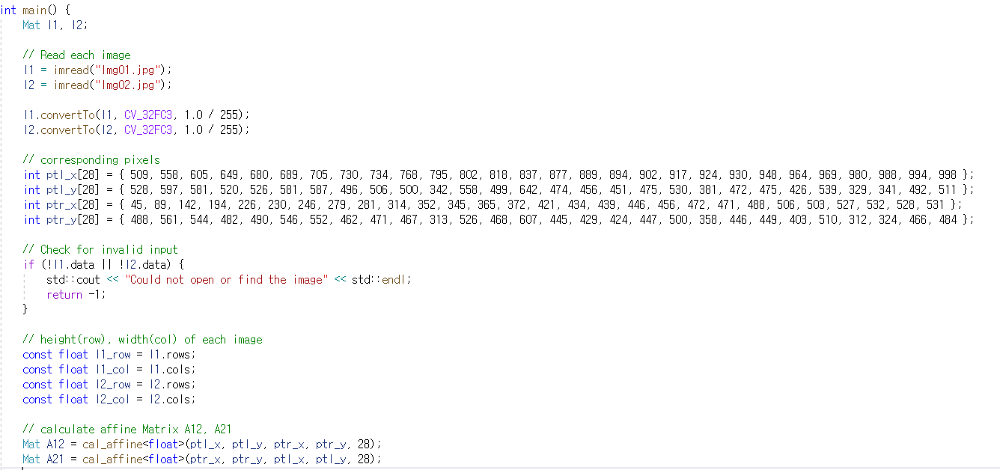 int main() {
Mat I1, I2;
// Read each image
I1 = imread("Img01.jpg");
I2 = imread("Img02.jpg");
I1.convertTo(I1, CV_32FC3, 1.0 / 255);
I2.convertTo(I2, CV_32FC3, 1.0 / 255);
// corresponding pixels
int ptl_x[28] = { 509, 558, 605, 649, 680, 689, 705, 730, 734, 768, 795, 802, 818, 837, 877, 889, 894, 902, 917, 924, 930, 948, 964, 969, 980, 988, 994, 998 };
int ptl_y[28] = { 528, 597, 581, 520, 526, 581, 587, 496, 506, 500, 342, 558, 499, 642, 474, 456, 451, 475, 530, 381, 472, 475, 426, 539, 329, 341, 492, 511 };
int ptr_x[28] = { 45, 89, 142, 194, 226, 230, 246, 279, 281, 314, 352, 345, 365, 372, 421, 434, 439, 446, 456, 472, 471, 488, 506, 503, 527, 532, 528, 531 };
int ptr_y[28] = { 488, 561, 544, 482, 490, 546, 552, 462, 471, 467, 313, 526, 468, 607, 445, 429, 424, 447, 500, 358, 446, 449, 403, 510, 312, 324, 466, 484 };
// Check for invalid input
if (!I1.data || !I2.data) {
std::cout << "Could not open or find the image" << std::endl;
return -1;
}
// height(row), width(col) of each image
const float I1_row = I1.rows;
const float I1_col = I1.cols;
const float I2_row = I2.rows;
const float I2_col = I2.cols;
// calculate affine Matrix A12, A21
Mat A12 = cal_affine<float>(ptl_x, ptl_y, ptr_x, ptr_y, 28);
Mat A21 = cal_affine<float>(ptr_x, ptr_y, ptl_x, ptl_y, 28);